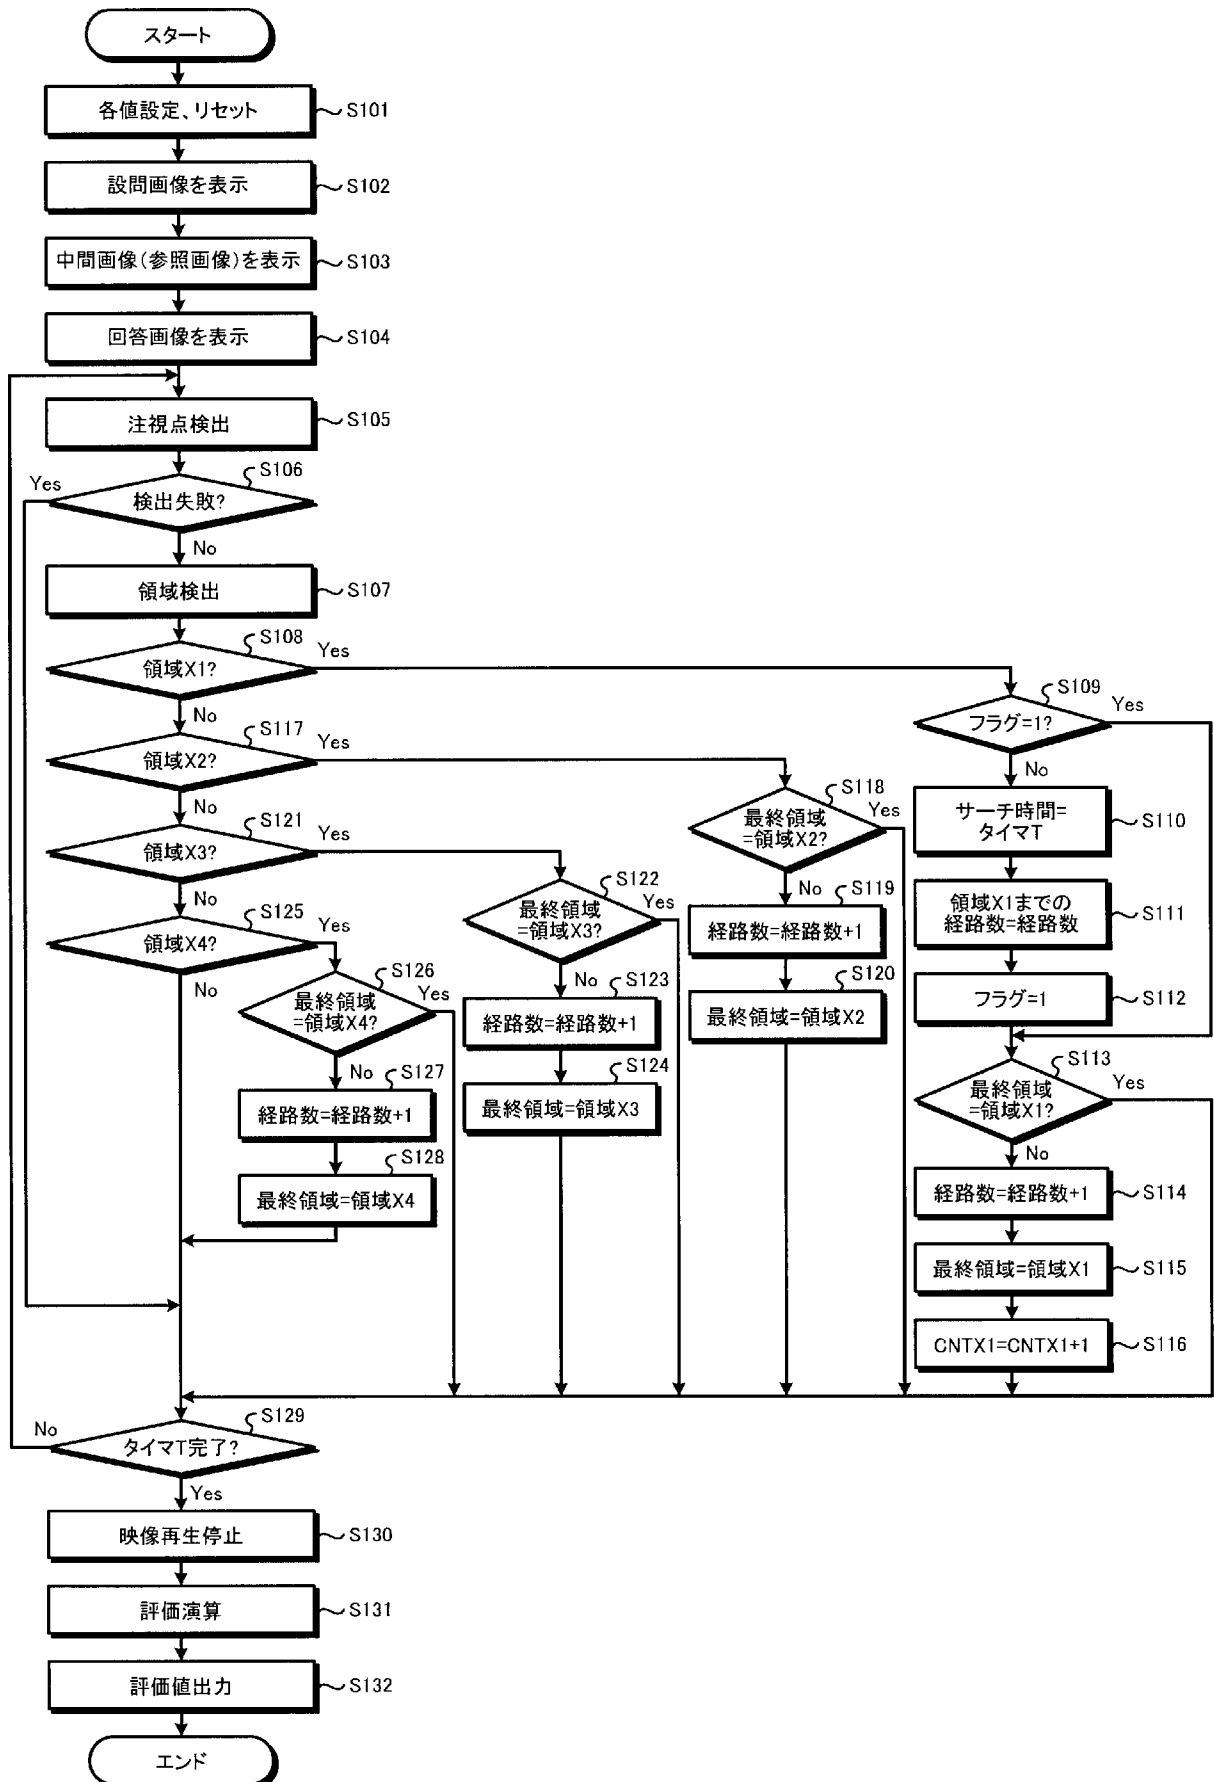 スタート
各値設定、リセット
S101
設問画像を表示
S102
中間画像(参照画像)を表示
S103
回答画像を表示
S104
注視点検出
S105
S106
Yes
検出失敗?
No
領域検出
S107
S108
Yes
領域X1?
No
S109
Yes
フラグ=1?
No
サーチ時間=
タイマT
S110
領域X1までの
経路数=経路数
S111
フラグ=1
S112
S113
Yes
最終領域
=領域X1?
No
経路数=経路数+1
S114
最終領域=領域X1
S115
CNTX1=CNTX1+1
S116
S117
Yes
領域X2?
No
S118
Yes
最終領域
=領域X2?
No
S119
経路数=経路数+1
S120
最終領域=領域X2
S121
Yes
領域X3?
No
S122
Yes
最終領域
=領域X3?
No
S123
経路数=経路数+1
S124
最終領域=領域X3
S125
Yes
領域X4?
No
S126
Yes
最終領域
=領域X4?
No
S127
経路数=経路数+1
S128
最終領域=領域X4
S129
No
タイマT完了?
Yes
映像再生停止
S130
評価演算
S131
評価値出力
S132
エンド